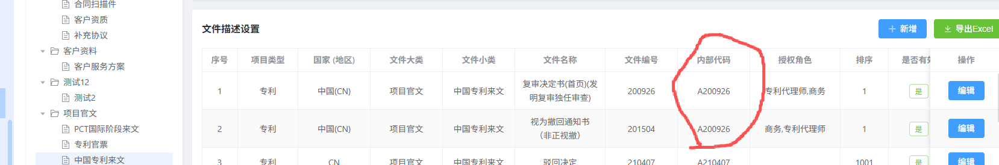 合同扫描件
客户资质
补充协议
客户资料
客户服务方案
测试12
测试2
项目官文
PCT国际阶段来文
专利官票
中国专利来文
文件描述设置
新增
导出Excel
序号 项目类型 国家 (地区) 文件大类 文件小类 文件名称 文件编号 内部代码 授权角色 排序 是否有 操作
1 专利 中国(CN) 项目官文 中国专利来文 复审决定书(首页)(发 200926 A200926 专利代理师,商务 1 是 编辑
明复审独任审查)
2 专利 中国(CN) 项目官文 中国专利来文 视为撤回通知书 201504 A200926 商务,专利代理师 1 是 编辑
（非正视撤）
3 专利 CN 项目官文 中国专利来文 驳回决定 210407 A210407 1001 是 编辑